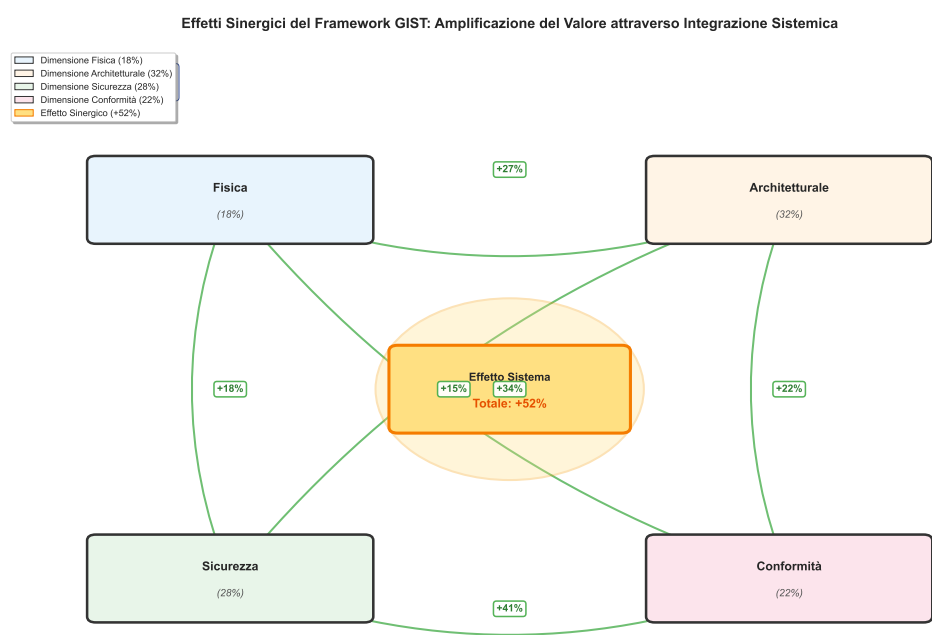 Effetti Sinergici del Framework GIST: Amplificazione del Valore attraverso Integrazione Sistemica
Dimensione Fisica (18%)
Dimensione Architetturale (32%)
Dimensione Sicurezza (28%)
Dimensione Conformità (22%)
Effetto Sinergico (+52%)
+27%
Fisica
(18%)
Architetturale
(32%)
Effetto Sistema
+18%
+15%
+34%
+22%
Totale: +52%
Sicurezza
(28%)
Conformità
(22%)
+41%